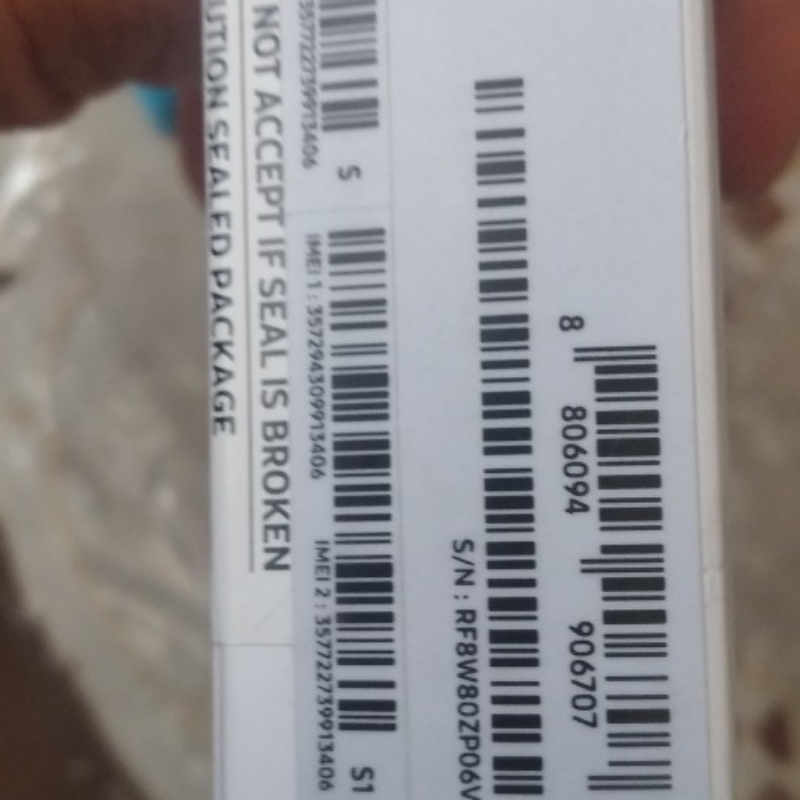 UTION SEALED PACKAGE
NOT ACCEPT IF SEAL IS BROKEN
357722739913406
S
IMEI 1 : 357294309913406
IMEI 2 : 357722739913406
S1
S/N : RF8W80ZP06V
8 806094 906707